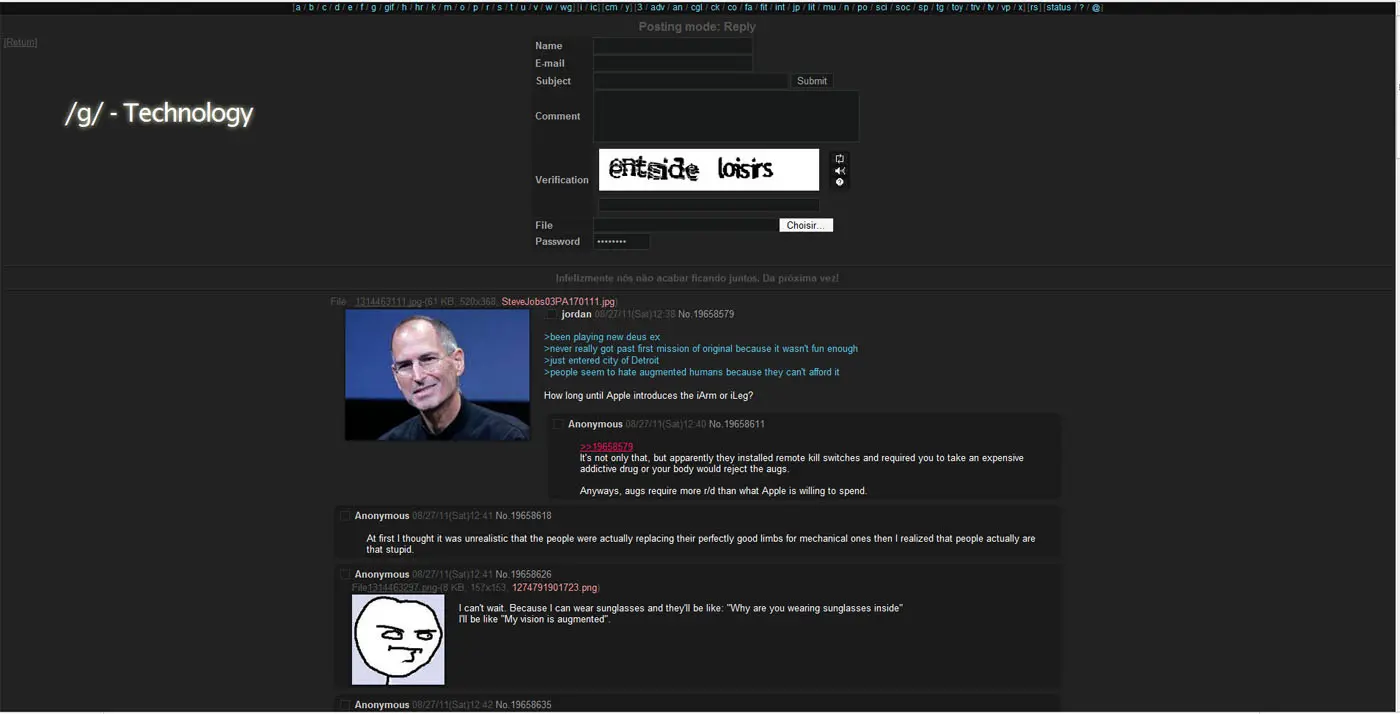 [a / b / c / d / e / f / g / gif / h / hr / k / m / o / p / r / s / t / u / v / w / wg] [i / ic] [cm / y] [3 / adv / an / cgl / ck / co / fa / fit / int / jp / lit / mu / n / po / sci / soc / sp / tg / toy / trv / tv / vp / x] [rs] [status / ? / @]
Posting mode: Reply
[Return]
Name
E-mail
Subject
Submit
/g/ - Technology
Comment
entside loisirs
Verification
File
Choisir...
Password
••••••••
Infelizmente nós não acabar ficando juntos. Da próxima vez!
File 1314463111.jpg-(61 KB, 520x368, SteveJobs03PA170111.jpg)
jordan 08/27/11(Sat)12:38 No.19658579
>been playing new deus ex
>never really got past first mission of original because it wasn't fun enough
>just entered city of Detroit
>people seem to hate augmented humans because they can't afford it
How long until Apple introduces the iArm or iLeg?
Anonymous 08/27/11(Sat)12:40 No.19658611
>>19658579
It's not only that, but apparently they installed remote kill switches and required you to take an expensive
addictive drug or your body would reject the augs.
Anyways, augs require more r/d than what Apple is willing to spend.
Anonymous 08/27/11(Sat)12:41 No.19658618
At first I thought it was unrealistic that the people were actually replacing their perfectly good limbs for mechanical ones then I realized that people actually are
that stupid.
Anonymous 08/27/11(Sat)12:41 No.19658626
File1314463297.png-(8 KB, 157x153, 1274791901723.png)
I can't wait. Because I can wear sunglasses and they'll be like: "Why are you wearing sunglasses inside"
I'll be like "My vision is augmented".
Anonymous 08/27/11(Sat)12:42 No.19658635